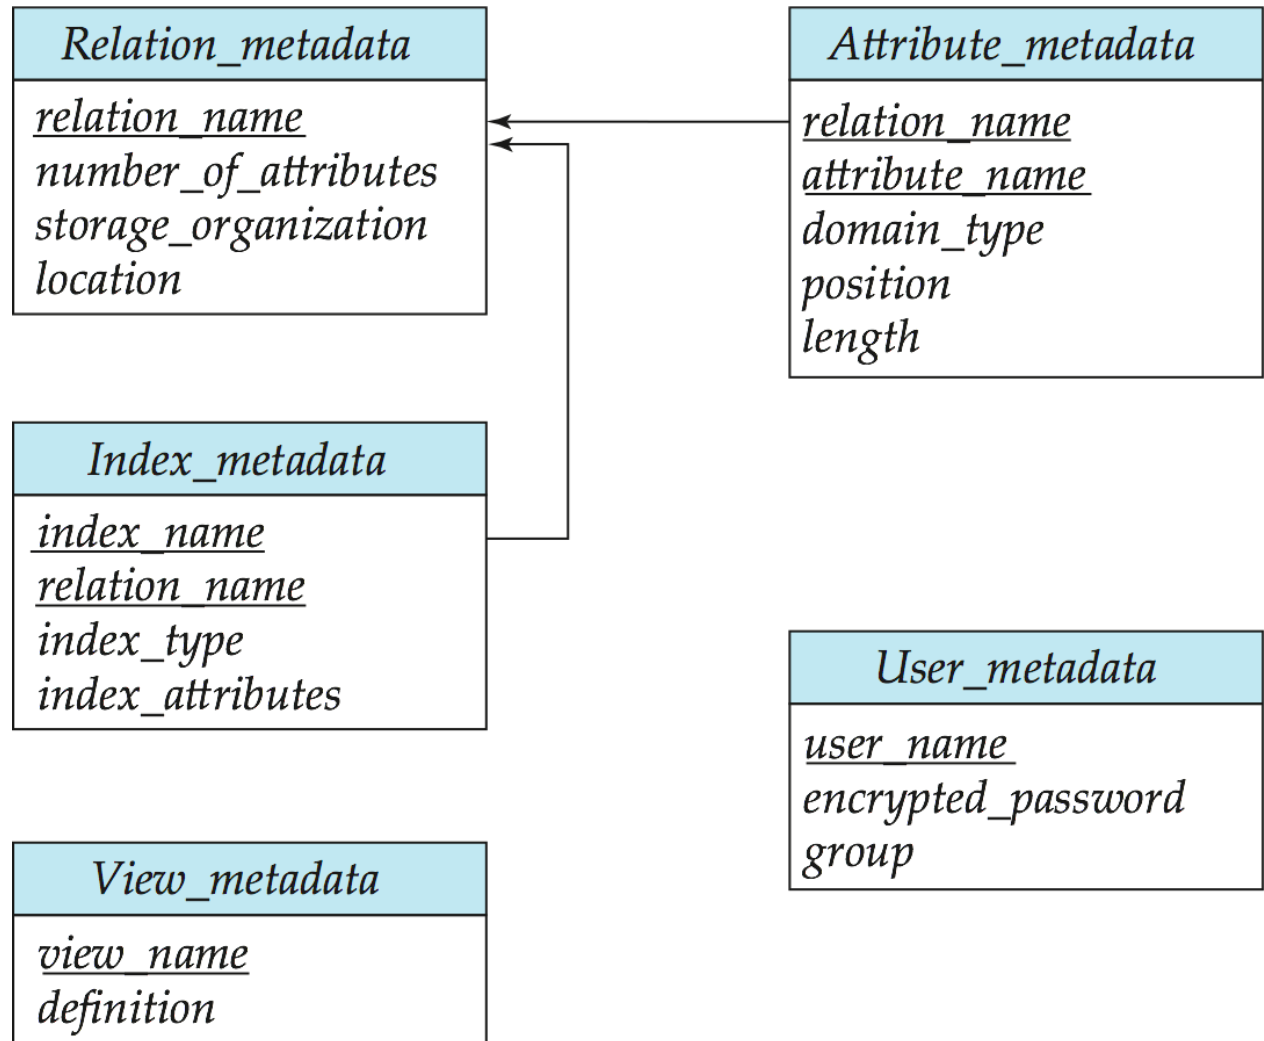 Relation_metadata
relation_name
number_of_attributes
storage_organization
location
Attribute_metadata
relation_name
attribute_name
domain_type
position
length
Index_metadata
index_name
relation_name
index_type
index_attributes
User_metadata
user_name
encrypted_password
group
View_metadata
view_name
definition